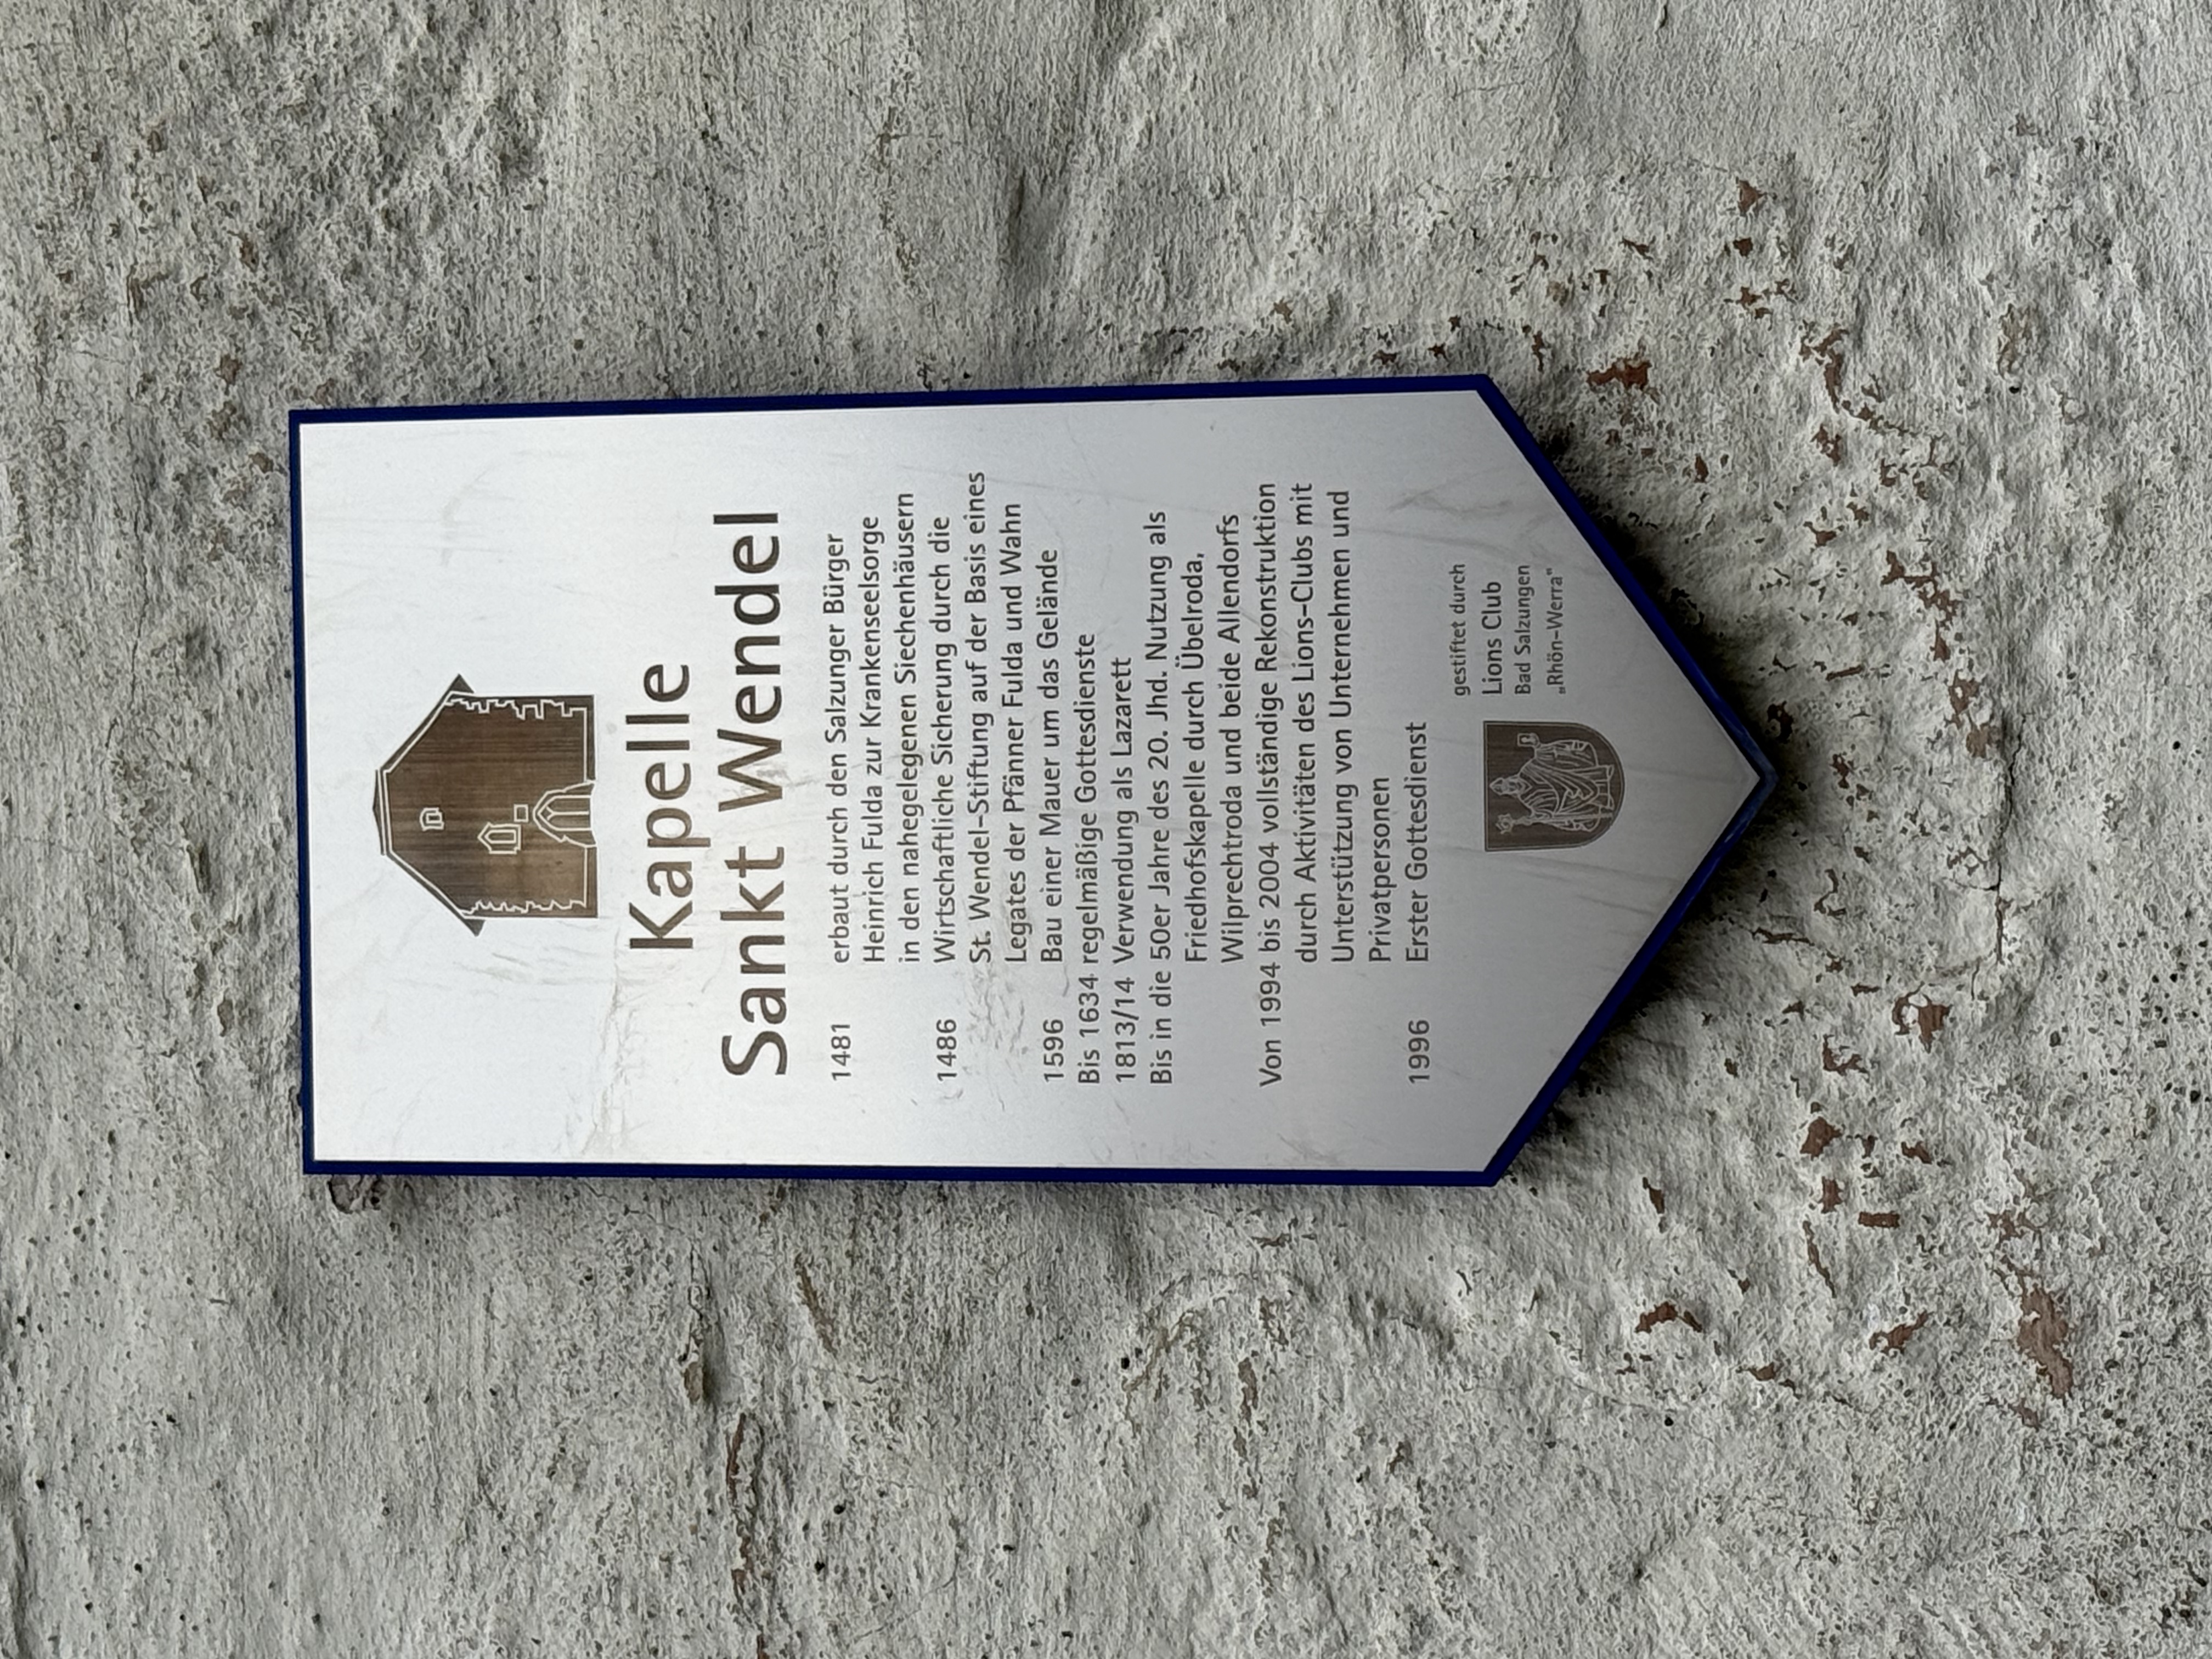 Kapelle
Sankt Wendel
1481 erbaut durch den Salzunger Bürger
Heinrich Fulda zur Krankenseelsorge
in den nahegelegenen Siechenhäusern
1486 Wirtschaftliche Sicherung durch die
St. Wendel-Stiftung auf der Basis eines
Legates der Pfänner Fulda und Wahn
1596 Bau einer Mauer um das Gelände
Bis 1634 regelmäßige Gottesdienste
1813/14 Verwendung als Lazarett
Bis in die 50er Jahre des 20. Jhd. Nutzung als
Friedhofskapelle durch Übelroda,
Wilprechtroda und beide Allendorfs
Von 1994 bis 2004 vollständige Rekonstruktion
durch Aktivitäten des Lions-Clubs mit
Unterstützung von Unternehmen und
Privatpersonen
1996 Erster Gottesdienst
gestiftet durch
Lions Club
Bad Salzungen
„Rhön-Werra"